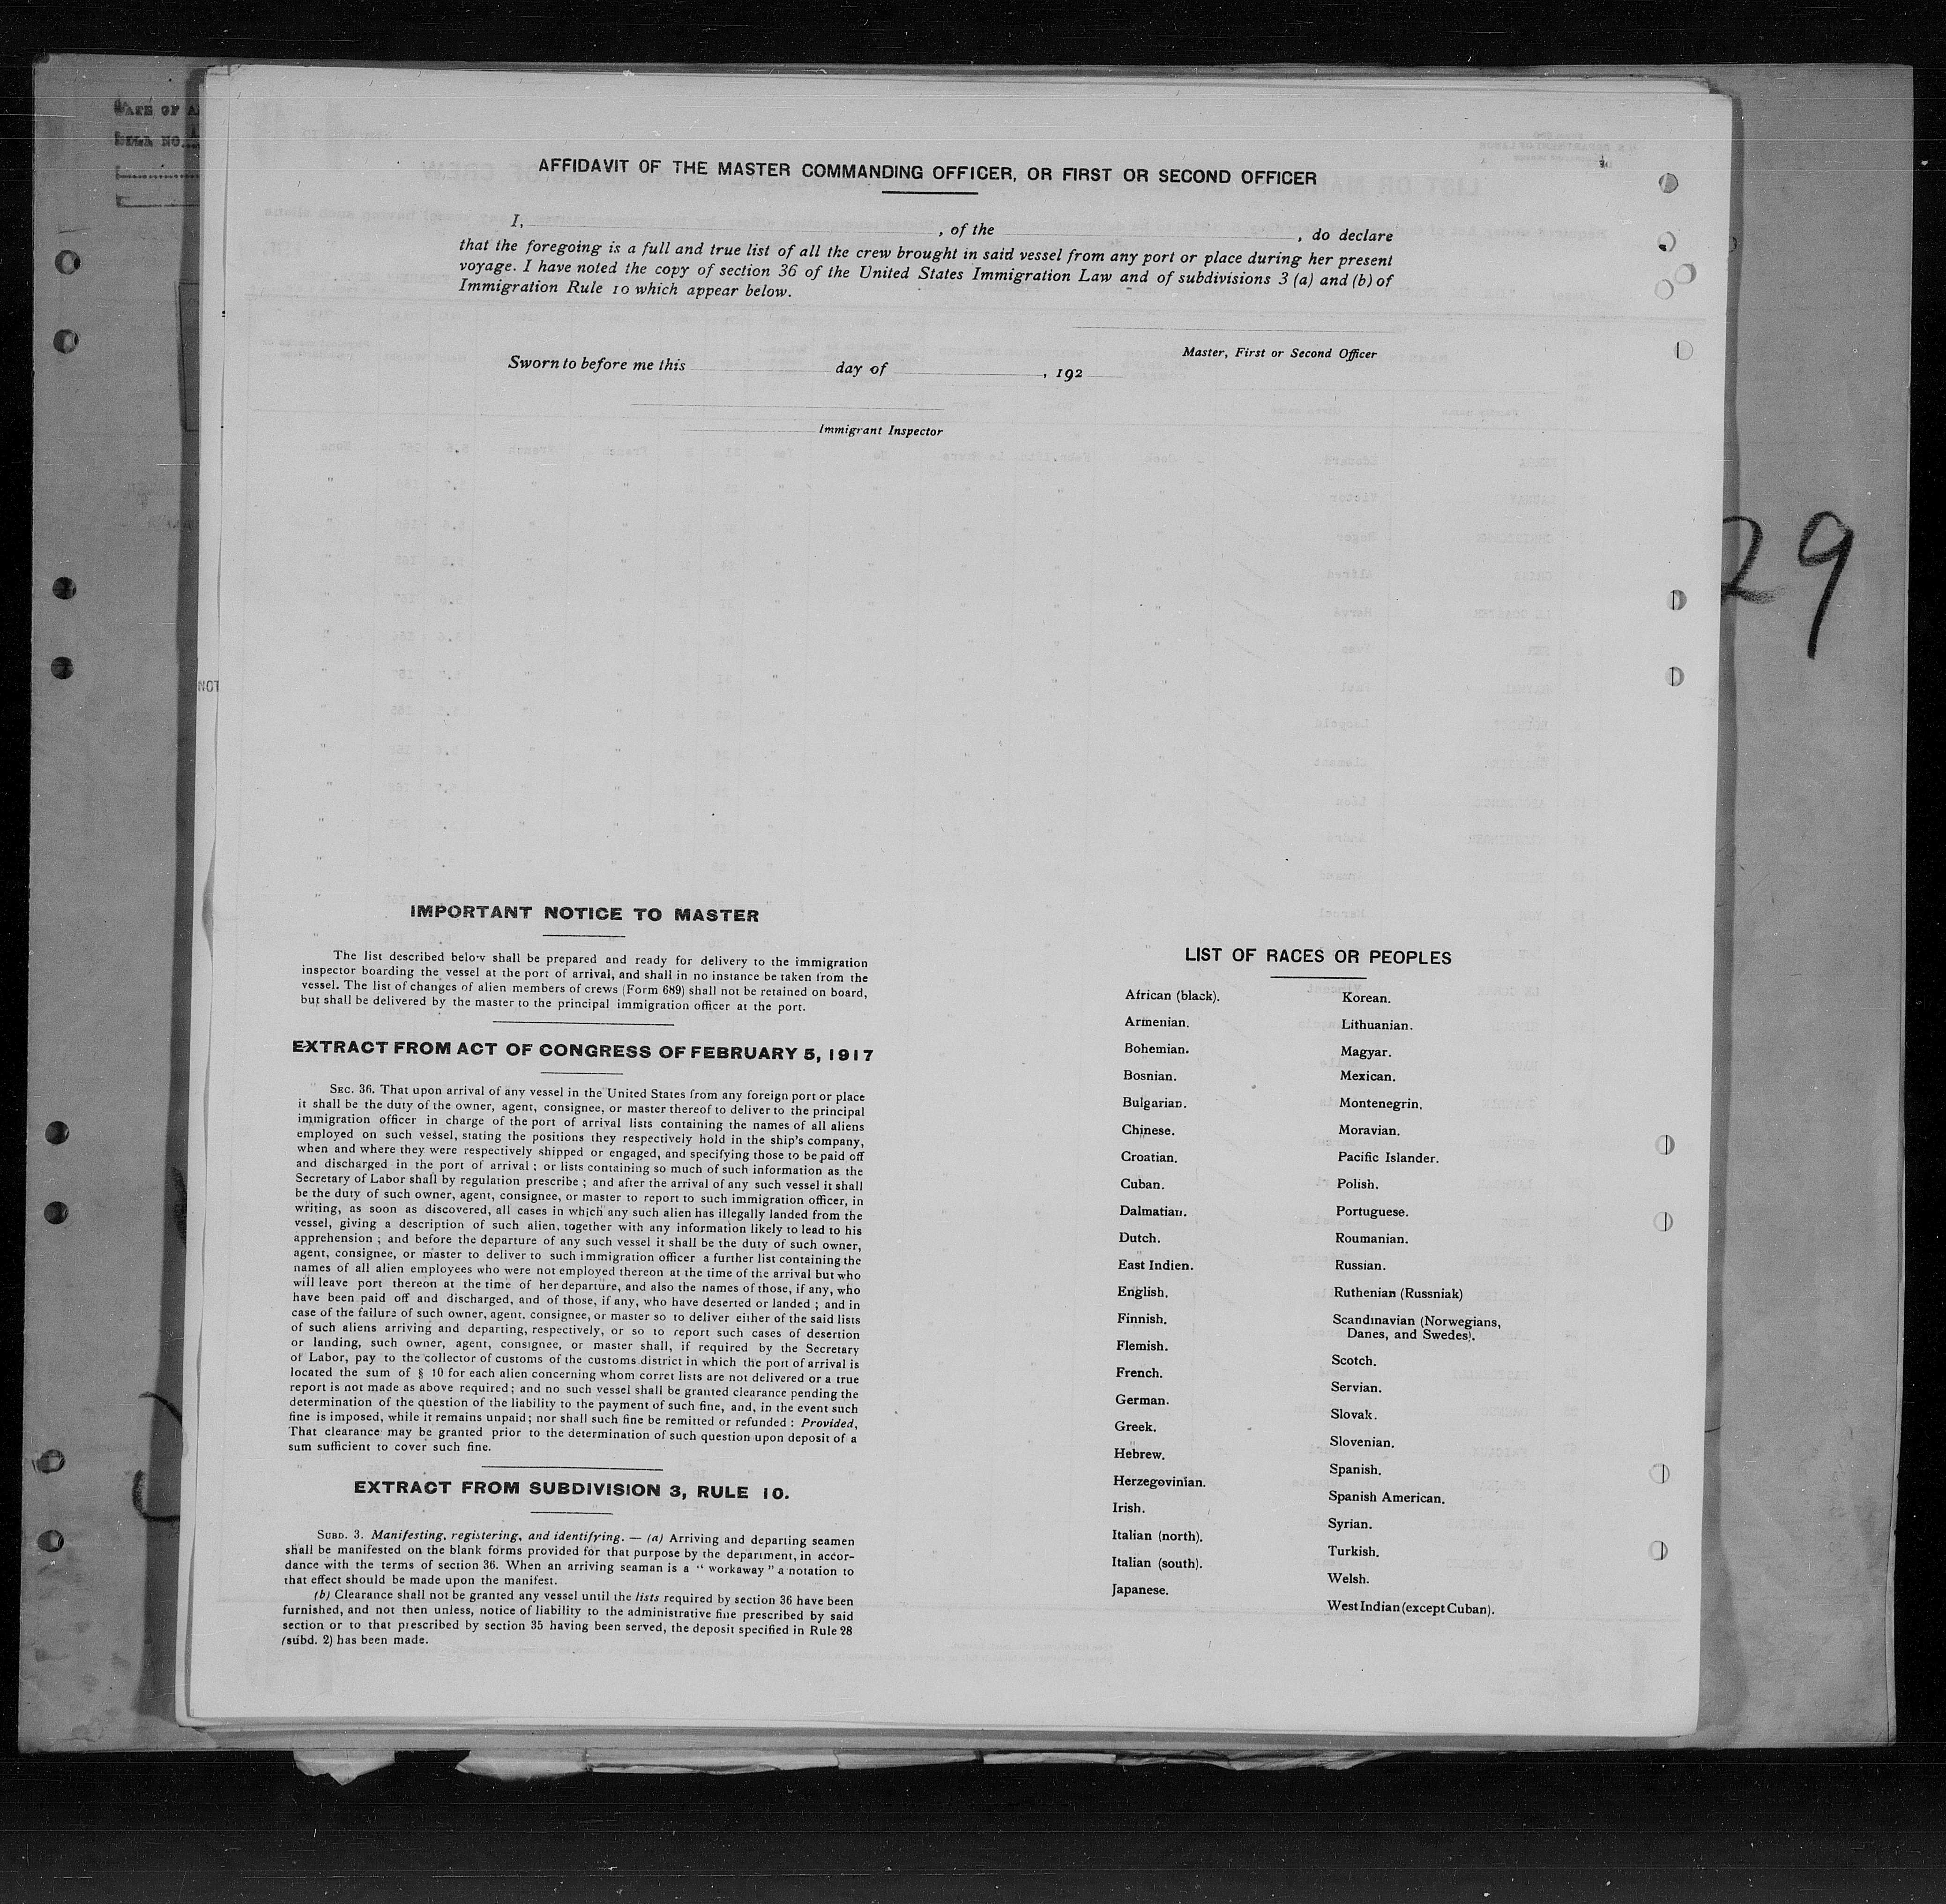 AFFIDAVIT OF THE MASTER COMMANDING OFFICER, OR FIRST OR SECOND OFFICER
I, , of the , do declare
that the foregoing is a full and true list of all the crew brought in said vessel from any port or place during her present
voyage. I have noted the copy of section 36 of the United States Immigration Law and of subdivisions 3 (a) and (b) of
Immigration Rule 10 which appear below.
Master, First or Second Officer
Sworn to before me this day of , 192
Immigrant Inspector
29
NOT
IMPORTANT NOTICE TO MASTER
The list described below shall be prepared and ready for delivery to the immigration
inspector boarding the vessel at the port of arrival, and shall in no instance be taken from the
vessel. The list of changes of alien members of crews (Form 689) shall not be retained on board,
but shall be delivered by the master to the principal immigration officer at the port.
EXTRACT FROM ACT OF CONGRESS OF FEBRUARY 5, 1917
SEC. 36. That upon arrival of any vessel in the United States from any foreign port or place
it shall be the duty of the owner, agent, consignee, or master thereof to deliver to the principal
immigration officer in charge of the port of arrival lists containing the names of all aliens
employed on such vessel, stating the positions they respectively hold in the ship's company,
when and where they were respectively shipped or engaged, and specifying those to be paid off
and discharged in the port of arrival ; or lists containing so much of such information as the
Secretary of Labor shall by regulation prescribe ; and after the arrival of any such vessel it shall
be the duty of such owner, agent, consignee, or master to report to such immigration officer, in
writing, as soon as discovered, all cases in which any such alien has illegally landed from the
vessel, giving a description of such alien, together with any information likely to lead to his
apprehension ; and before the departure of any such vessel it shall be the duty of such owner,
agent, consignee, or master to deliver to such immigration officer a further list containing the
names of all alien employees who were not employed thereon at the time of the arrival but who
will leave port thereon at the time of her departure, and also the names of those, if any, who
have been paid off and discharged, and of those, if any, who have deserted or landed ; and in
case of the failure of such owner, agent, consignee, or master so to deliver either of the said lists
of such aliens arriving and departing, respectively, or so to report such cases of desertion
or landing, such owner, agent, consignee, or master shall, if required by the Secretary
of Labor, pay to the collector of customs of the customs district in which the port of arrival is
located the sum of § 10 for each alien concerning whom corret lists are not delivered or a true
report is not made as above required ; and no such vessel shall be granted clearance pending the
determination of the question of the liability to the payment of such fine, and, in the event such
fine is imposed, while it remains unpaid ; nor shall such fine be remitted or refunded : Provided,
That clearance may be granted prior to the determination of such question upon deposit of a
sum sufficient to cover such fine.
EXTRACT FROM SUBDIVISION 3, RULE 10.
SUBD. 3. Manifesting, registering, and identifying. — (a) Arriving and departing seamen
shall be manifested on the blank forms provided for that purpose by the department, in accor-
dance with the terms of section 36. When an arriving seaman is a “ workaway ” a notation to
that effect should be made upon the manifest.
(b) Clearance shall not be granted any vessel until the lists required by section 36 have been
furnished, and not then unless, notice of liability to the administrative fine prescribed by said
section or to that prescribed by section 35 having been served, the deposit specified in Rule 28
(subd. 2) has been made.
LIST OF RACES OR PEOPLES
African (black).
Armenian.
Bohemian.
Bosnian.
Bulgarian.
Chinese.
Croatian.
Cuban.
Dalmatian.
Dutch.
East Indien.
English.
Finnish.
Flemish.
French.
German.
Greek.
Hebrew.
Herzegovinian.
Irish.
Italian (north).
Italian (south).
Japanese.
Korean.
Lithuanian.
Magyar.
Mexican.
Montenegrin.
Moravian.
Pacific Islander.
Polish.
Portuguese.
Roumanian.
Russian.
Ruthenian (Russniak)
Scandinavian (Norwegians,
Danes, and Swedes).
Scotch.
Servian.
Slovak.
Slovenian.
Spanish.
Spanish American.
Syrian.
Turkish.
Welsh.
West Indian (except Cuban).